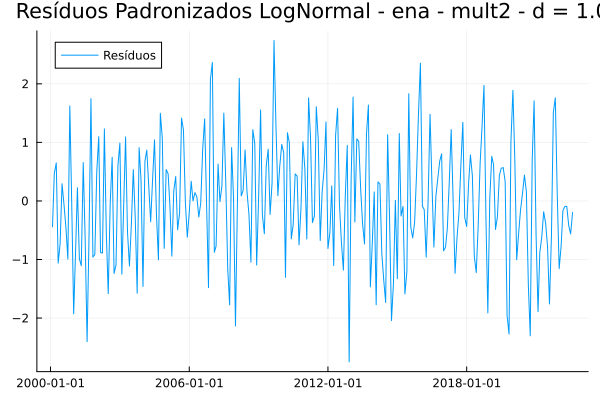 Resíduos Padronizados LogNormal - ena - mult2 - d = 1.0
Resíduos
2
1
0
−1
−2
2000-01-01 2006-01-01 2012-01-01 2018-01-01